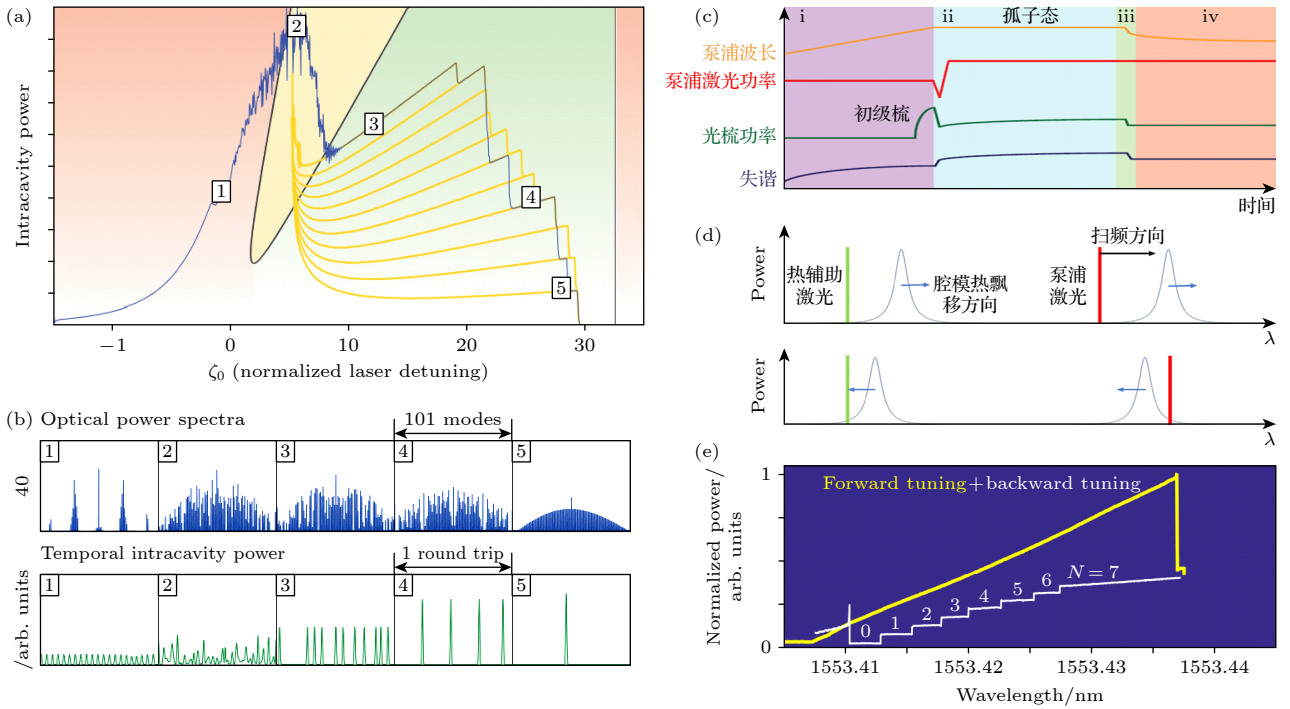 (a)
Intracavity power
1
2
3
4
5
−1
0
10
20
30
ζ0 (normalized laser detuning)
(b) Optical power spectra
101 modes
40
1
2
3
4
5
Temporal intracavity power
1 round trip
/arb. units
1
2
3
4
5
(c)
i
ii
孤子态
iii
iv
泵浦波长
泵浦激光功率
初级梳
光梳功率
失谐
时间
(d)
Power
热辅助
激光
腔模热飘
移方向
泵浦
激光
扫频方向
λ
Power
λ
(e)
Normalized power/
arb. units
1
0
Forward tuning+backward tuning
0
1
2
3
4
5
6
N = 7
1553.41
1553.42
1553.43
1553.44
Wavelength/nm